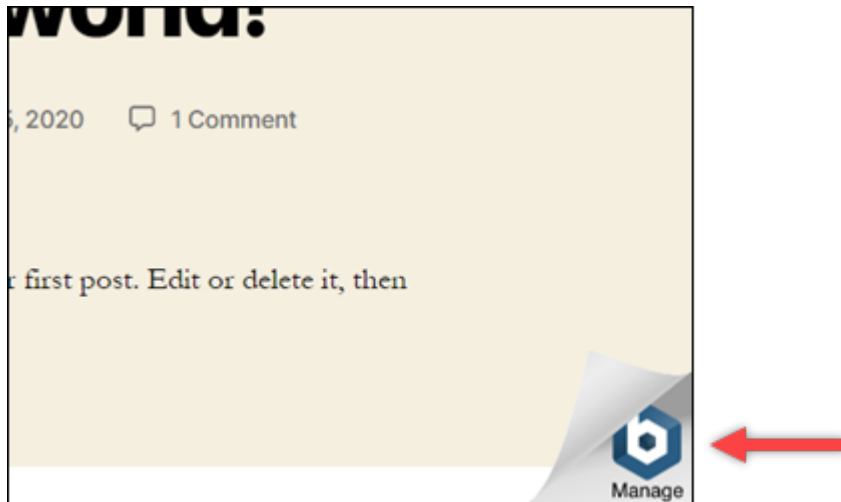 world!
, 2020 1 Comment
first post. Edit or delete it, then
Manage